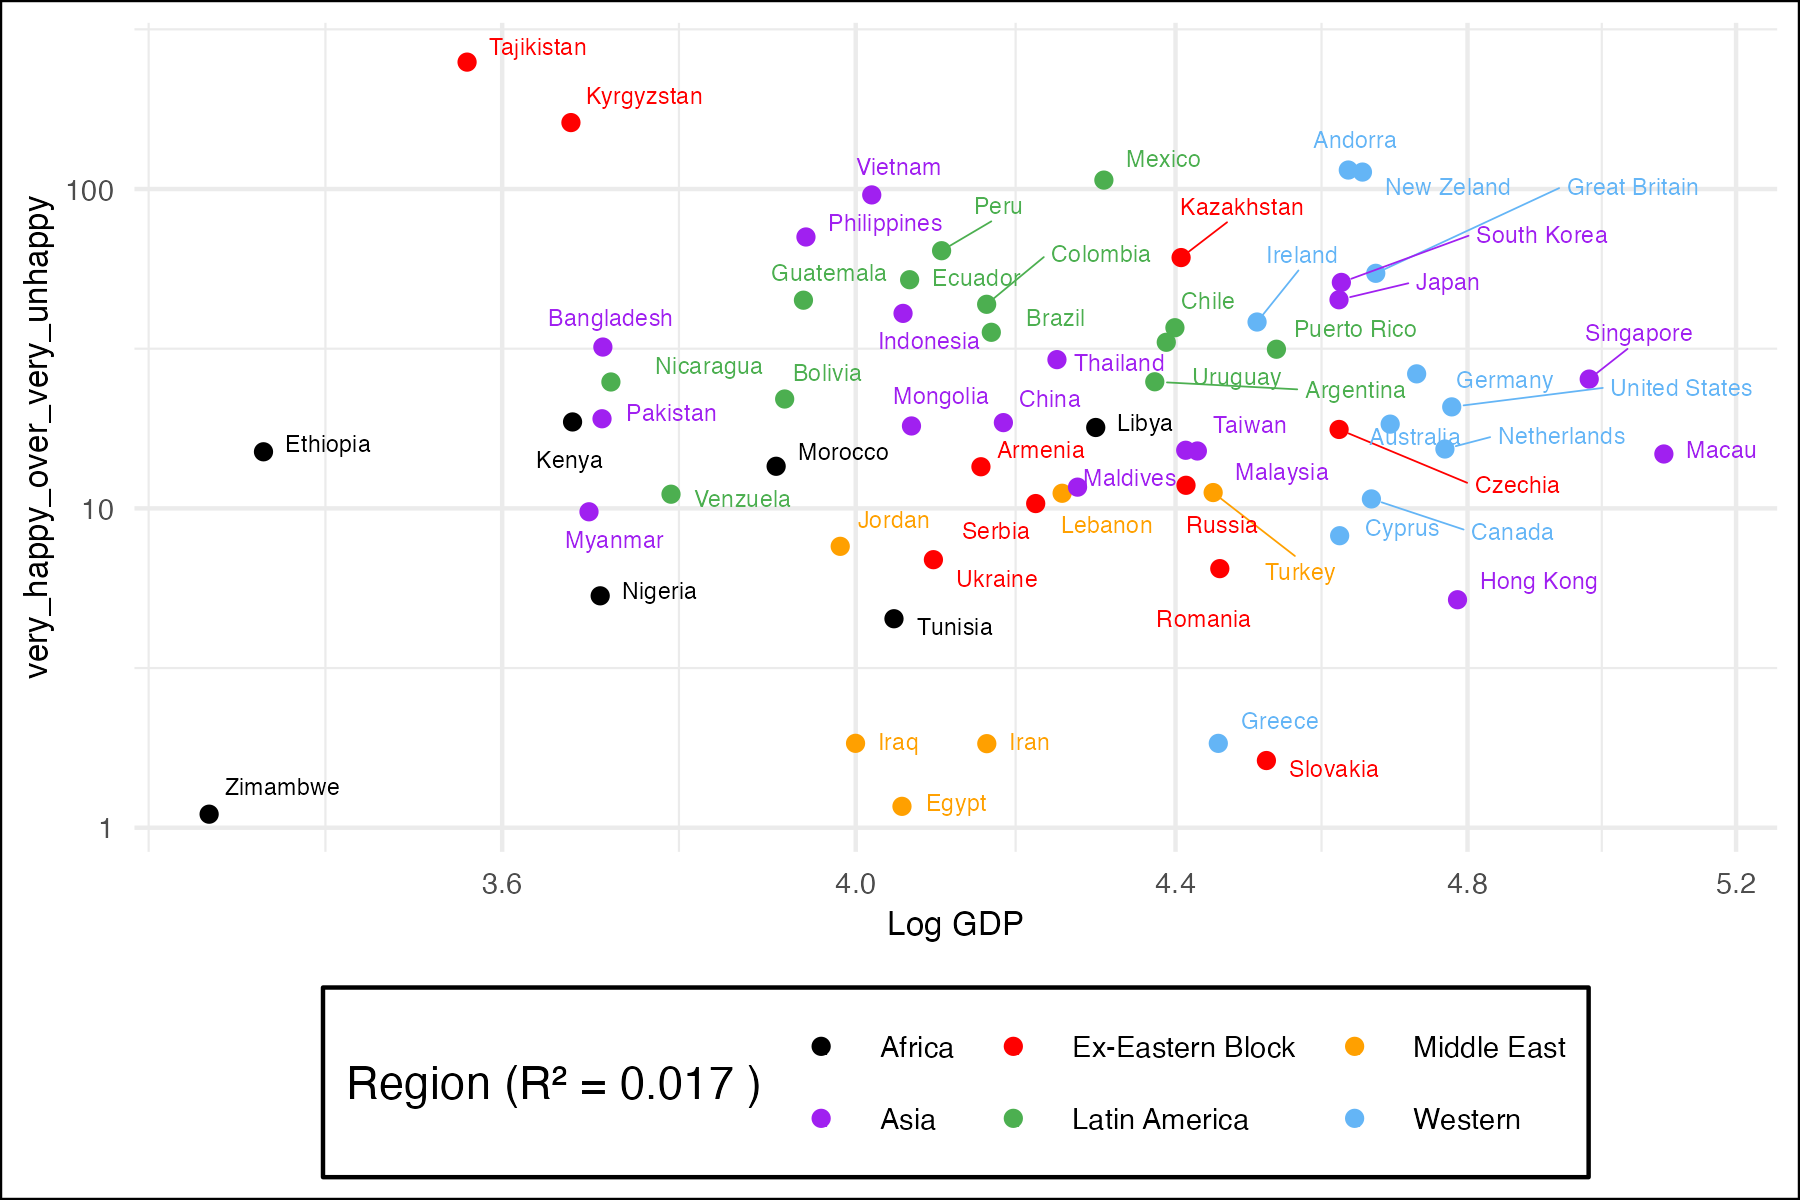 Tajikistan
Kyrgyzstan
Andorra
Mexico
Vietnam
New Zeland
Great Britain
100
Peru
Kazakhstan
Philippines
South Korea
Colombia
Ireland
Guatemala
Ecuador
Japan
Chile
Bangladesh
Brazil
Puerto Rico
Singapore
Indonesia
Nicaragua
Bolivia
Thailand
Uruguay
Germany
Argentina
United States
Mongolia
China
Pakistan
Libya
Taiwan
Australia
Netherlands
Ethiopia
Kenya
Morocco
Armenia
Macau
Malaysia
Maldives
Czechia
Venzuela
10
Jordan
Serbia
Lebanon
Russia
Cyprus
Canada
Myanmar
Ukraine
Turkey
Hong Kong
Nigeria
Tunisia
Romania
Greece
Iraq
Iran
Slovakia
Zimambwe
Egypt
1
very_happy_over_very_unhappy
3.6 4.0 4.4 4.8 5.2
Log GDP
Region (R² = 0.017 )
Africa Ex-Eastern Block Middle East
Asia Latin America Western